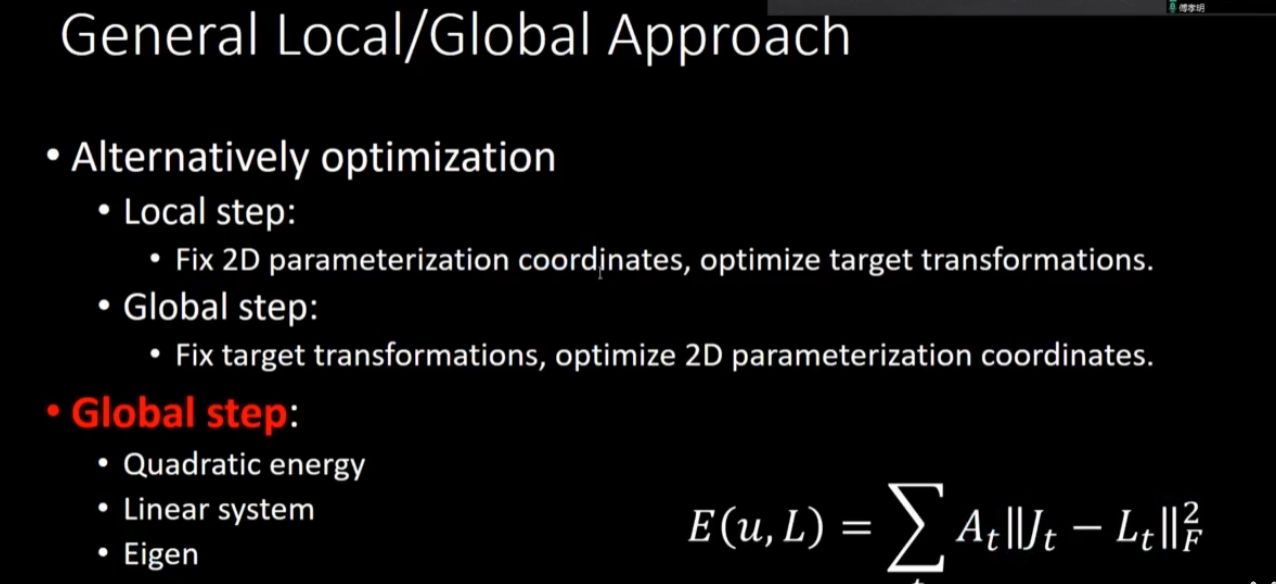 傅孝明
General Local/Global Approach
• Alternatively optimization
• Local step:
• Fix 2D parameterization coordinates, optimize target transformations.
• Global step:
• Fix target transformations, optimize 2D parameterization coordinates.
• Global step:
• Quadratic energy
• Linear system
• Eigen
E(u, L) = ∑ A_t‖J_t − L_t‖_F^2